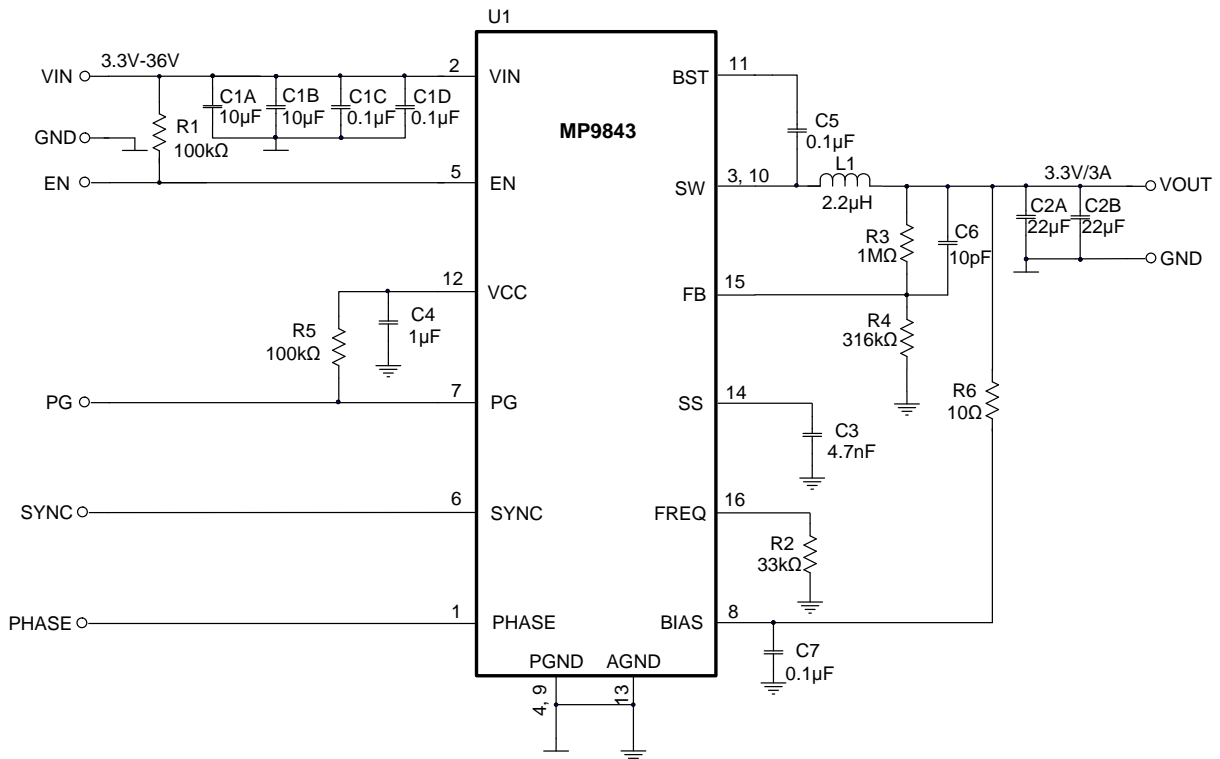 U1
MP9843
VIN
3.3V-36V
2
VIN
C1A
10μF
C1B
10μF
C1C
0.1μF
C1D
0.1μF
GND
R1
100kΩ
EN
5
EN
12
VCC
C4
1μF
R5
100kΩ
PG
7
PG
SYNC
6
SYNC
PHASE
1
PHASE
PGND
AGND
4, 9
13
BST
11
C5
0.1μF
SW
3, 10
L1
2.2μH
3.3V/3A
VOUT
C2A
22μF
C2B
22μF
GND
R3
1MΩ
C6
10pF
FB
15
R4
316kΩ
R6
10Ω
SS
14
C3
4.7nF
FREQ
16
R2
33kΩ
BIAS
8
C7
0.1μF